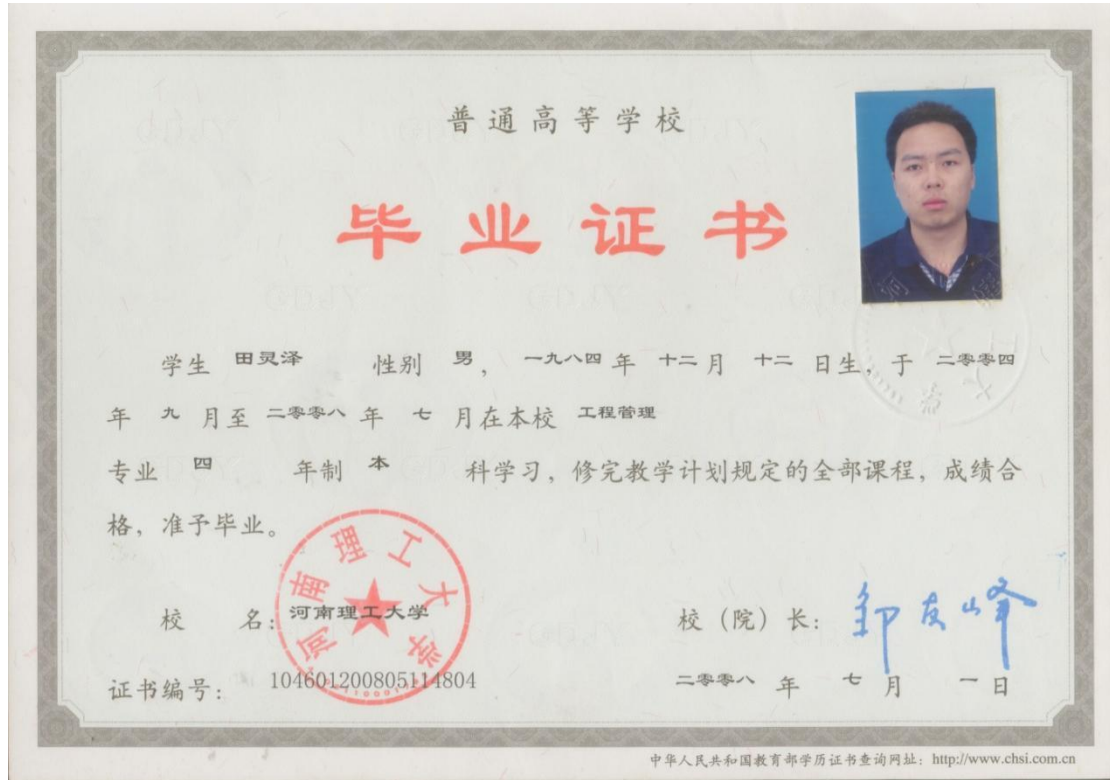 普通高等学校
毕业证书
学生 田灵泽 性别 男，一九八四年 十二月 十二 日生，于 二零零四
年 九 月至 二零零八 年 七 月在本校 工程管理
专业 四 年制 本 科学习，修完教学计划规定的全部课程，成绩合
格，准予毕业。
河南理工大学
校 名：河南理工大学 校（院）长：邹友峰
证书编号：104601200805114804 二零零八 年 七 月 一 日
中华人民共和国教育部学历证书查询网址：http://www.chsi.com.cn